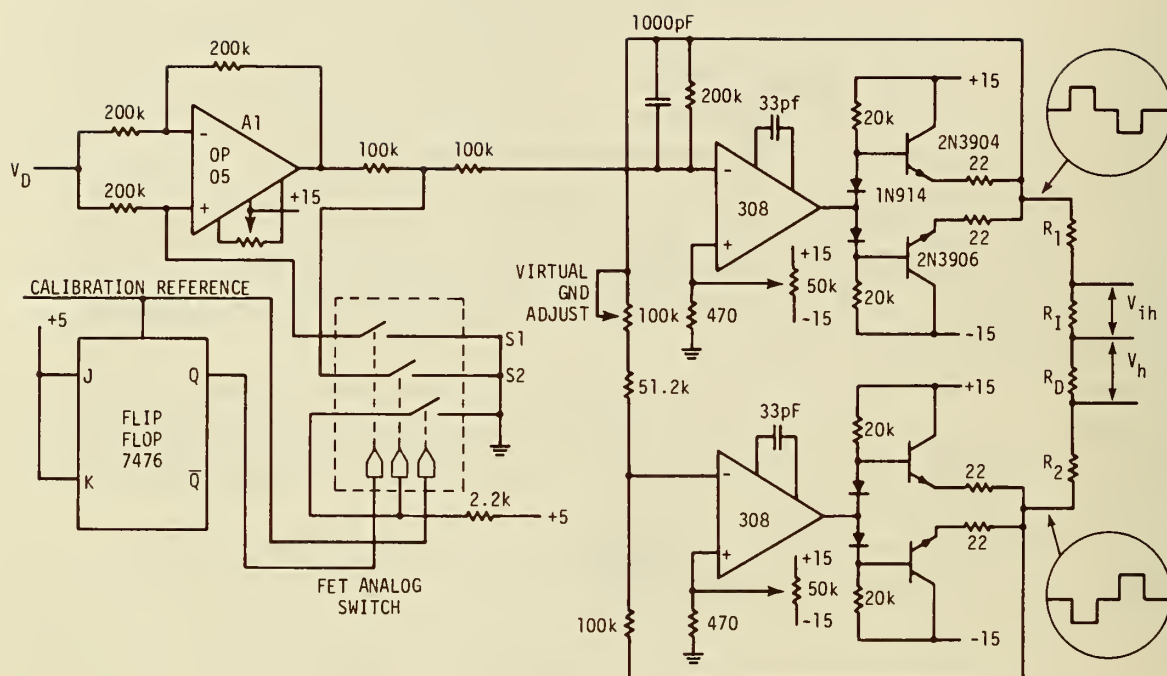 1000pF
200k
200k
A1
-
OP
05
+
V_D
200k
+15
100k
100k
200k
33pf
-
308
+
20k
+15
2N3904
22
1N914
22
2N3906
20k
-15
+15
50k
-15
470
R_1
R_I
V_ih
R_D
V_h
R_2
VIRTUAL
GND
ADJUST
100k
51.2k
CALIBRATION REFERENCE
+5
J
Q
FLIP
FLOP
7476
K
Q̅
S1
S2
2.2k
+5
FET ANALOG
SWITCH
33pF
-
308
+
+15
20k
22
22
20k
-15
+15
50k
-15
470
100k